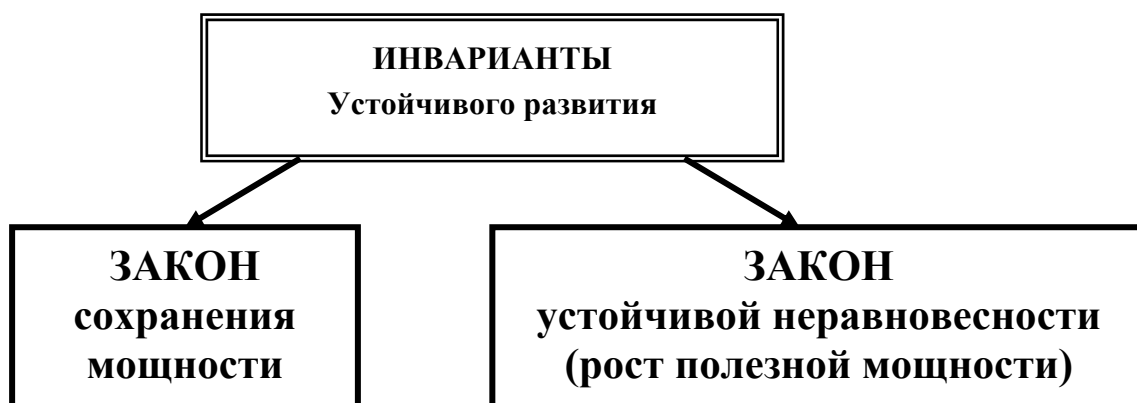 ИНВАРИАНТЫ
Устойчивого развития
ЗАКОН
сохранения
мощности
ЗАКОН
устойчивой неравновесности
(рост полезной мощности)